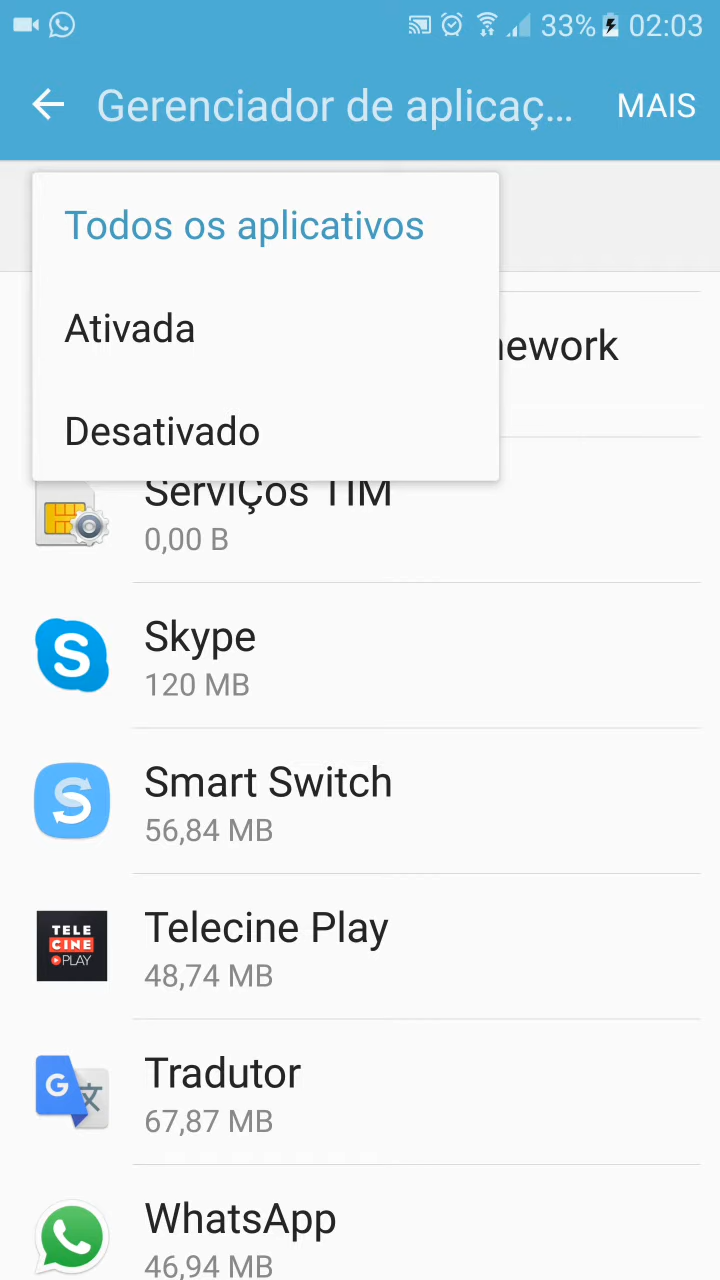 33% 02:03
Gerenciador de aplicaç... MAIS
Todos os aplicativos
Ativada
ework
Desativado
ServiÇos TIM
0,00 B
S
Skype
120 MB
S
Smart Switch
56,84 MB
TELE
CINE
PLAY
Telecine Play
48,74 MB
G 文
Tradutor
67,87 MB
WhatsApp
46,94 MB